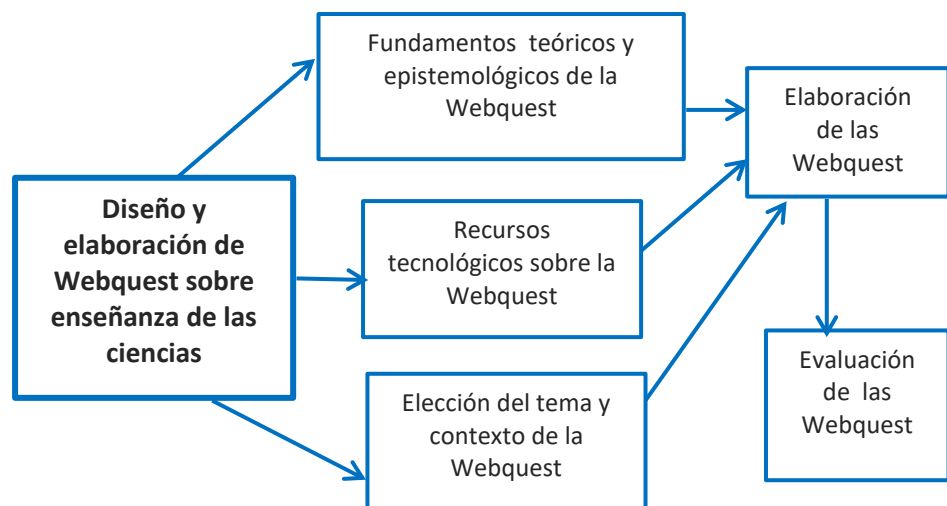 Fundamentos teóricos y
epistemológicos de la
Webquest
Elaboración
de las
Webquest
Diseño y
elaboración de
Webquest sobre
enseñanza de las
ciencias
Recursos
tecnológicos sobre la
Webquest
Elección del tema y
contexto de la
Webquest
Evaluación
de las
Webquest